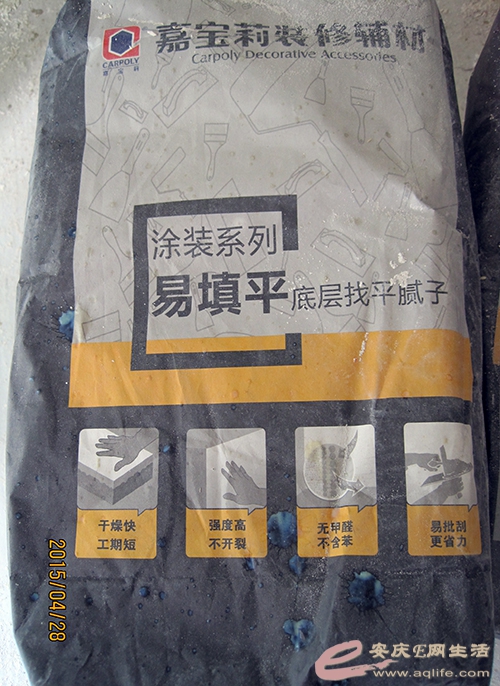 嘉宝莉装修辅材
CARPOLY
嘉宝莉
Carpoly Decorative Accessories
涂装系列
易填平 底层找平腻子
干燥快
工期短
强度高
不开裂
无甲醛
不含苯
易批刮
更省力
2015/04/28
安庆E网生活
www.aqlife.com